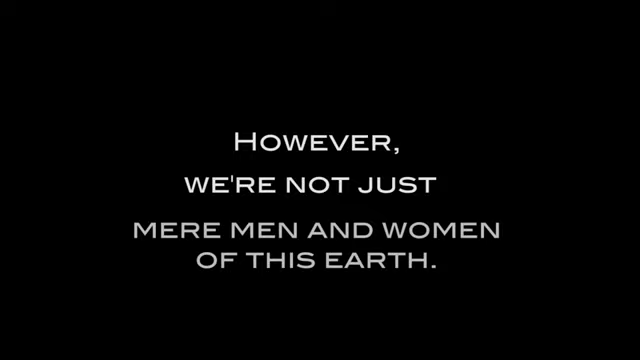 However,
we're not just
mere men and women
of this earth.